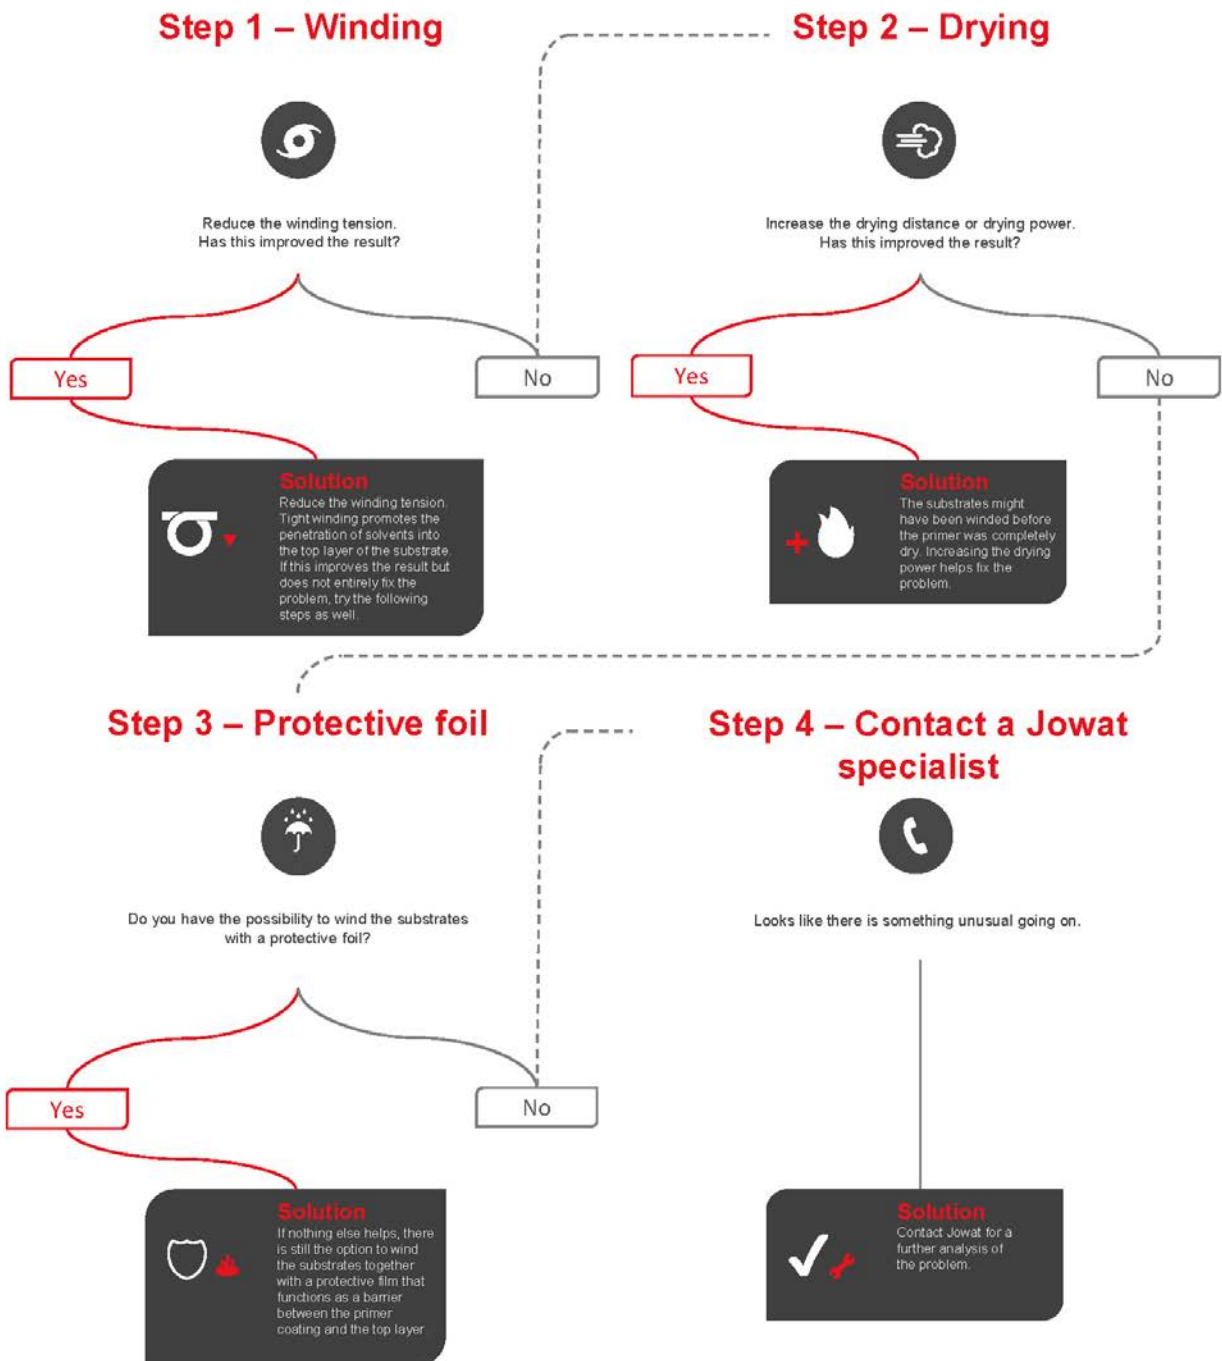 Step 1 – Winding
Reduce the winding tension.
Has this improved the result?
Yes
No
Solution
Reduce the winding tension.
Tight winding promotes the
penetration of solvents into
the top layer of the substrate.
If this improves the result but
does not entirely fix the
problem, try the following
steps as well.
Step 2 – Drying
Increase the drying distance or drying power.
Has this improved the result?
Yes
No
Solution
The substrates might
have been winded before
the primer was completely
dry. Increasing the drying
power helps fix the
problem.
Step 3 – Protective foil
Do you have the possibility to wind the substrates
with a protective foil?
Yes
No
Solution
If nothing else helps, there
is still the option to wind
the substrates together
with a protective film that
functions as a barrier
between the primer
coating and the top layer
Step 4 – Contact a Jowat
specialist
Looks like there is something unusual going on.
Solution
Contact Jowat for a
further analysis of
the problem.